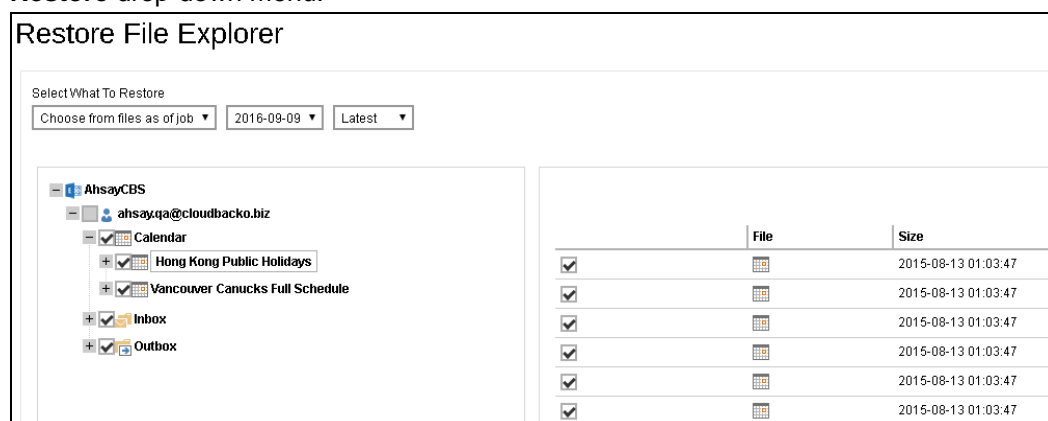 Restore drop-down menu.
Restore File Explorer
Select What To Restore
Choose from files as of job 2016-09-09 Latest
AhsayCBS
ahsay.qa@cloudbacko.biz
Calendar
Hong Kong Public Holidays
Vancouver Canucks Full Schedule
Inbox
Outbox
File Size
2015-08-13 01:03:47
2015-08-13 01:03:47
2015-08-13 01:03:47
2015-08-13 01:03:47
2015-08-13 01:03:47
2015-08-13 01:03:47